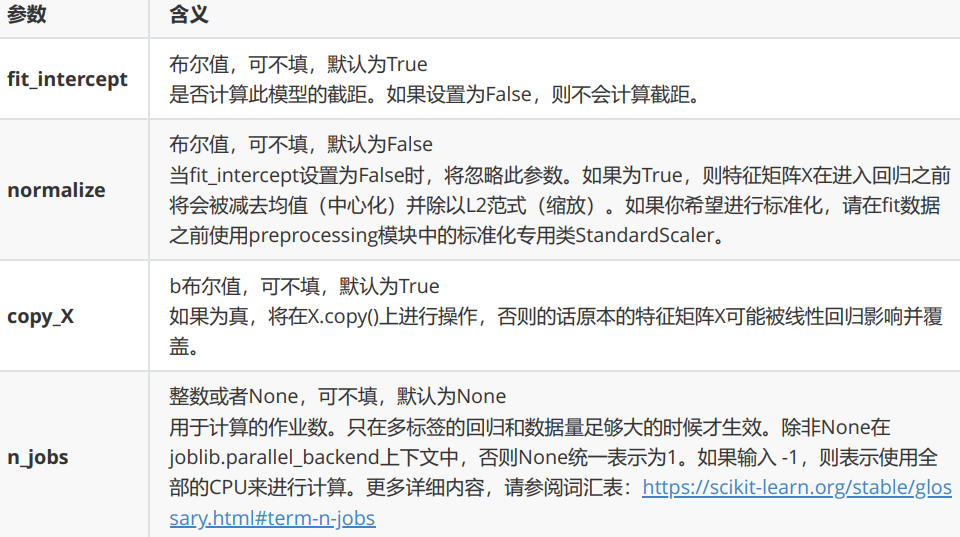 参数 含义
fit_intercept
布尔值，可不填，默认为True
是否计算此模型的截距。如果设置为False，则不会计算截距。
normalize
布尔值，可不填，默认为False
当fit_intercept设置为False时，将忽略此参数。如果为True，则特征矩阵X在进入回归之前
将会被减去均值（中心化）并除以L2范式（缩放）。如果你希望进行标准化，请在fit数据
之前使用preprocessing模块中的标准化专用类StandardScaler。
copy_X
b布尔值，可不填，默认为True
如果为真，将在X.copy()上进行操作，否则的话原本的特征矩阵X可能被线性回归影响并覆
盖。
n_jobs
整数或者None，可不填，默认为None
用于计算的作业数。只在多标签的回归和数据量足够大的时候才生效。除非None在
joblib.parallel_backend上下文中，否则None统一表示为1。如果输入 -1，则表示使用全
部的CPU来进行计算。更多详细内容，请参阅词汇表：https://scikit-learn.org/stable/glos
sary.html#term-n-jobs